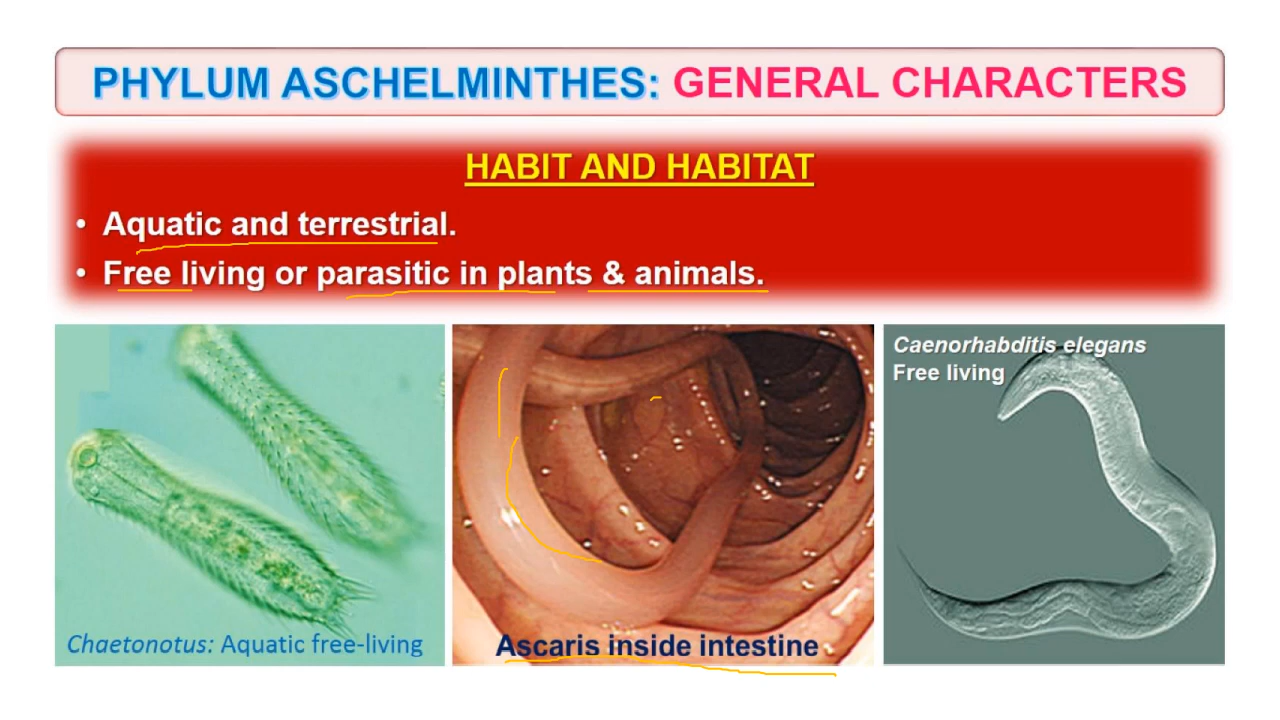 PHYLUM ASCHELMINTHES: GENERAL CHARACTERS
HABIT AND HABITAT
• Aquatic and terrestrial.
• Free living or parasitic in plants & animals.
Chaetonotus: Aquatic free-living
Ascaris inside intestine
Caenorhabditis elegans
Free living